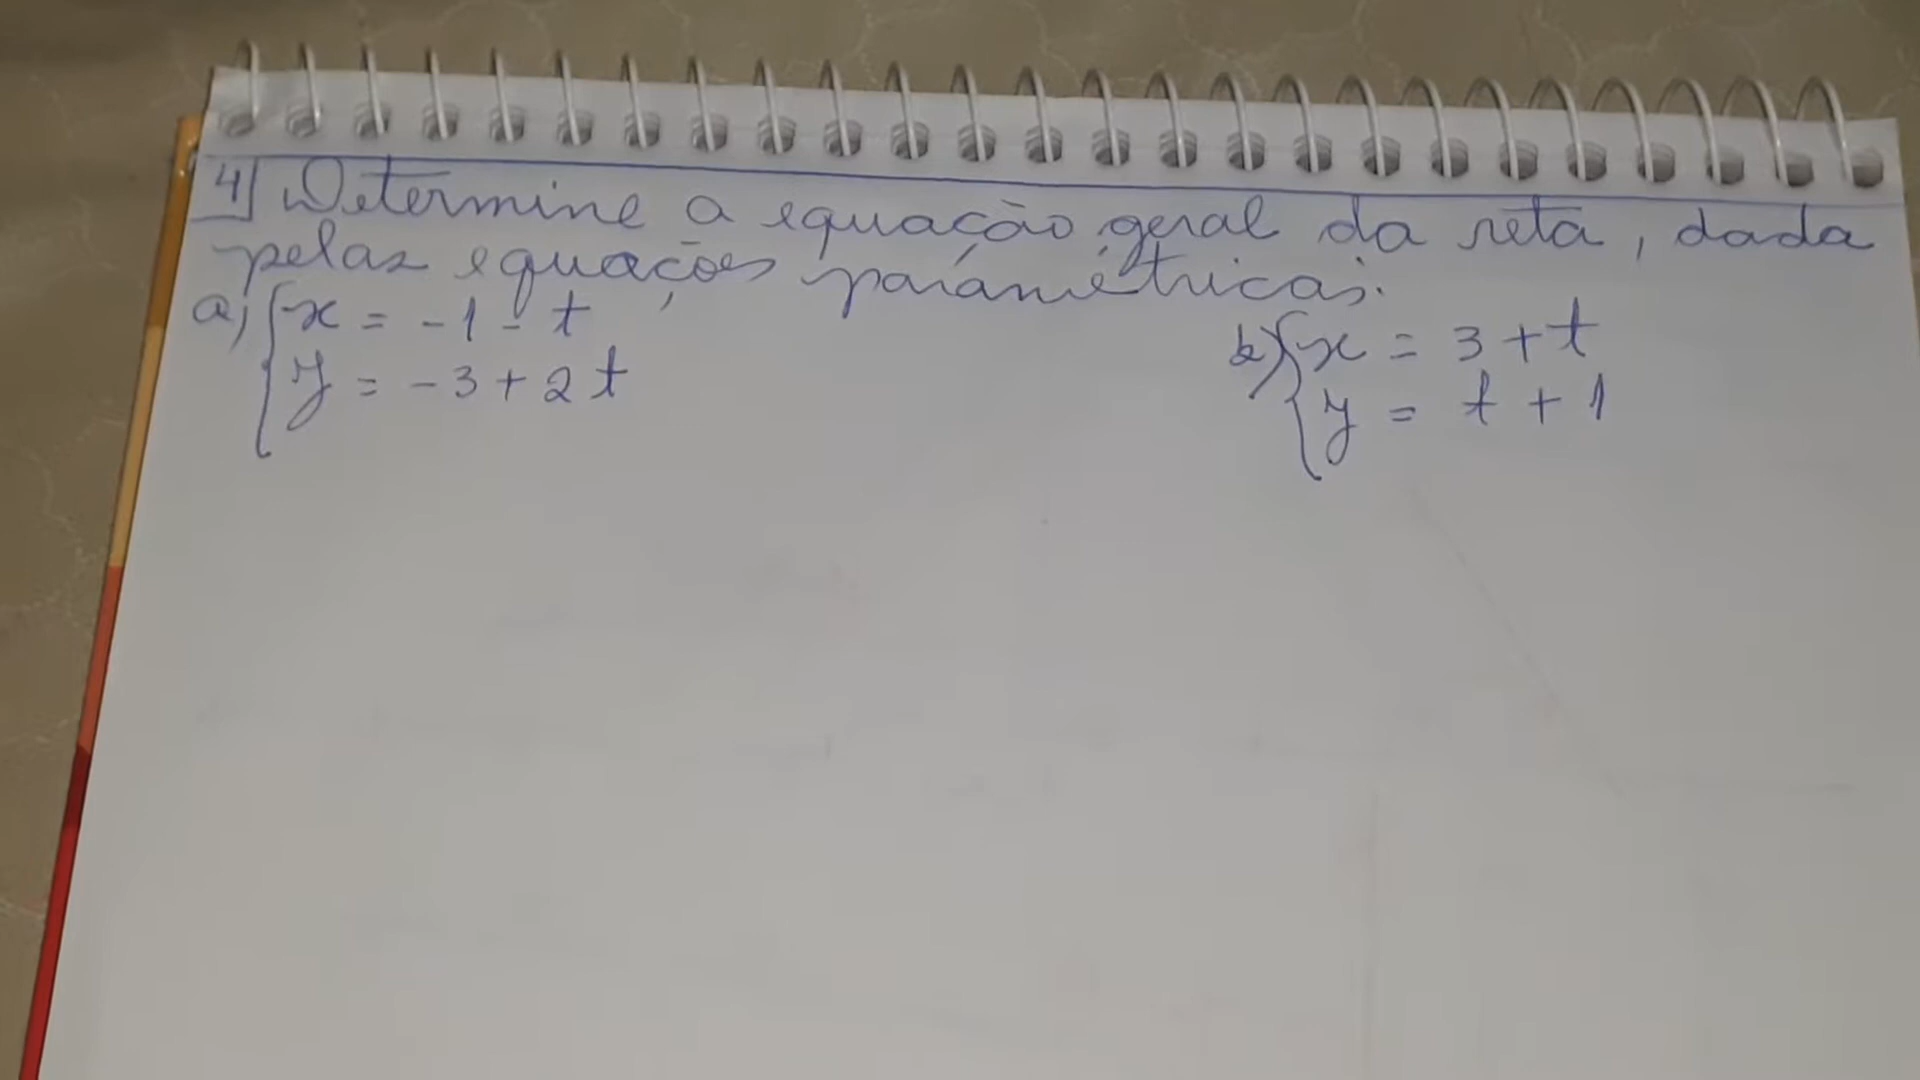 4) Determine a equação geral da reta, dada
pelas equações paramétricas.
a) { x = -1 - t
y = -3 + 2t
b) { x = 3 + t
y = t + 1